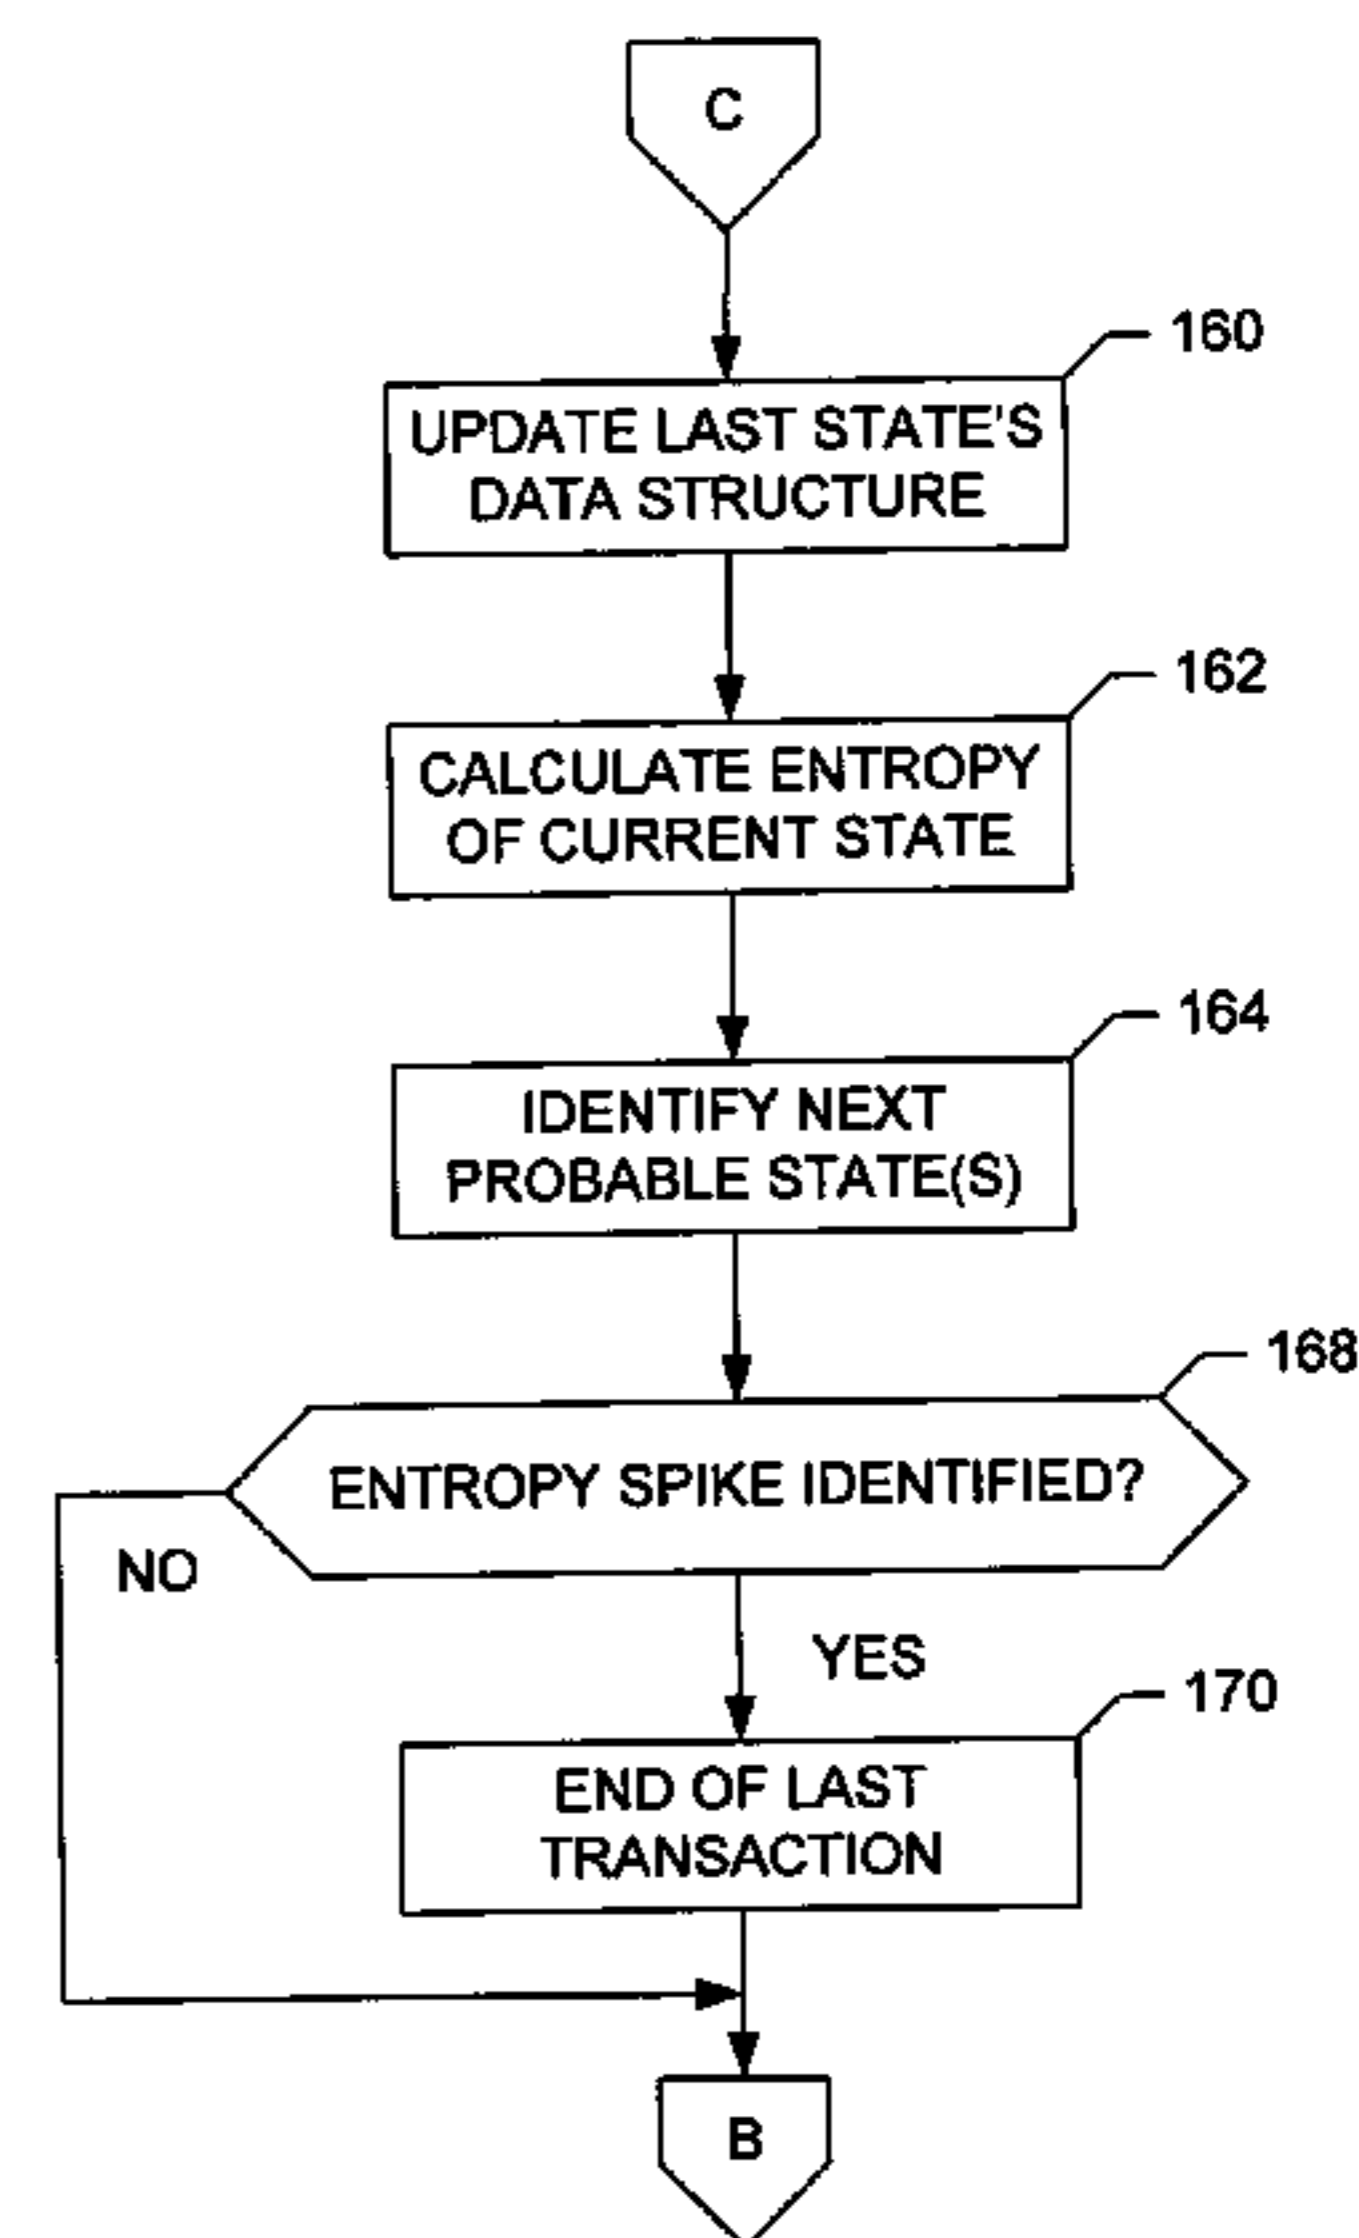 C
160
UPDATE LAST STATE'S
DATA STRUCTURE
162
CALCULATE ENTROPY
OF CURRENT STATE
164
IDENTIFY NEXT
PROBABLE STATE(S)
168
ENTROPY SPIKE IDENTIFIED?
NO
YES
170
END OF LAST
TRANSACTION
B